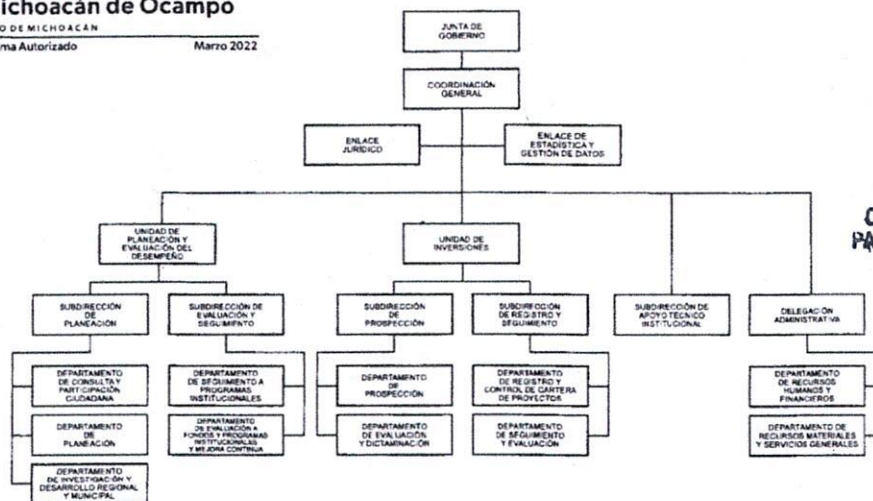 ichoacán de Ocampo
O DE MICHOACÁN
ma Autorizado Marzo 2022
JUNTA DE
GOBIERNO
COORDINACIÓN
GENERAL
ENLACE
JURÍDICO
ENLACE DE
ESTADÍSTICA Y
GESTIÓN DE DATOS
UNIDAD DE
PLANEACIÓN Y
EVALUACIÓN DEL
DESEMPEÑO
UNIDAD DE
INVERSIONES
SUBDIRECCIÓN
DE
PLANEACIÓN
SUBDIRECCIÓN DE
EVALUACIÓN Y
SEGUIMIENTO
SUBDIRECCIÓN
DE
PROSPECCIÓN
SUBDIRECCIÓN
DE REGISTRO Y
SEGUIMIENTO
SUBDIRECCIÓN DE
APOYO TÉCNICO
INSTITUCIONAL
DELEGACIÓN
ADMINISTRATIVA
DEPARTAMENTO
DE CONSULTA Y
PARTICIPACIÓN
CIUDADANA
DEPARTAMENTO
DE SEGUIMIENTO A
PROGRAMAS
INSTITUCIONALES
DEPARTAMENTO
DE
PROSPECCIÓN
DEPARTAMENTO
DE REGISTRO Y
CONTROL DE CARTERA
DE PROYECTOS
DEPARTAMENTO
DE RECURSOS
HUMANOS Y
FINANCIEROS
DEPARTAMENTO
DE
PLANEACIÓN
DEPARTAMENTO
DE EVALUACIÓN A
FONDOS Y PROGRAMAS
INSTITUCIONALES
Y MEJORA CONTINUA
DEPARTAMENTO
DE EVALUACIÓN
Y DICTAMINACIÓN
DEPARTAMENTO
DE SEGUIMIENTO
Y EVALUACIÓN
DEPARTAMENTO DE
RECURSOS MATERIALES
Y SERVICIOS GENERALES
DEPARTAMENTO
DE INVESTIGACIÓN Y
DESARROLLO REGIONAL
Y MUNICIPAL